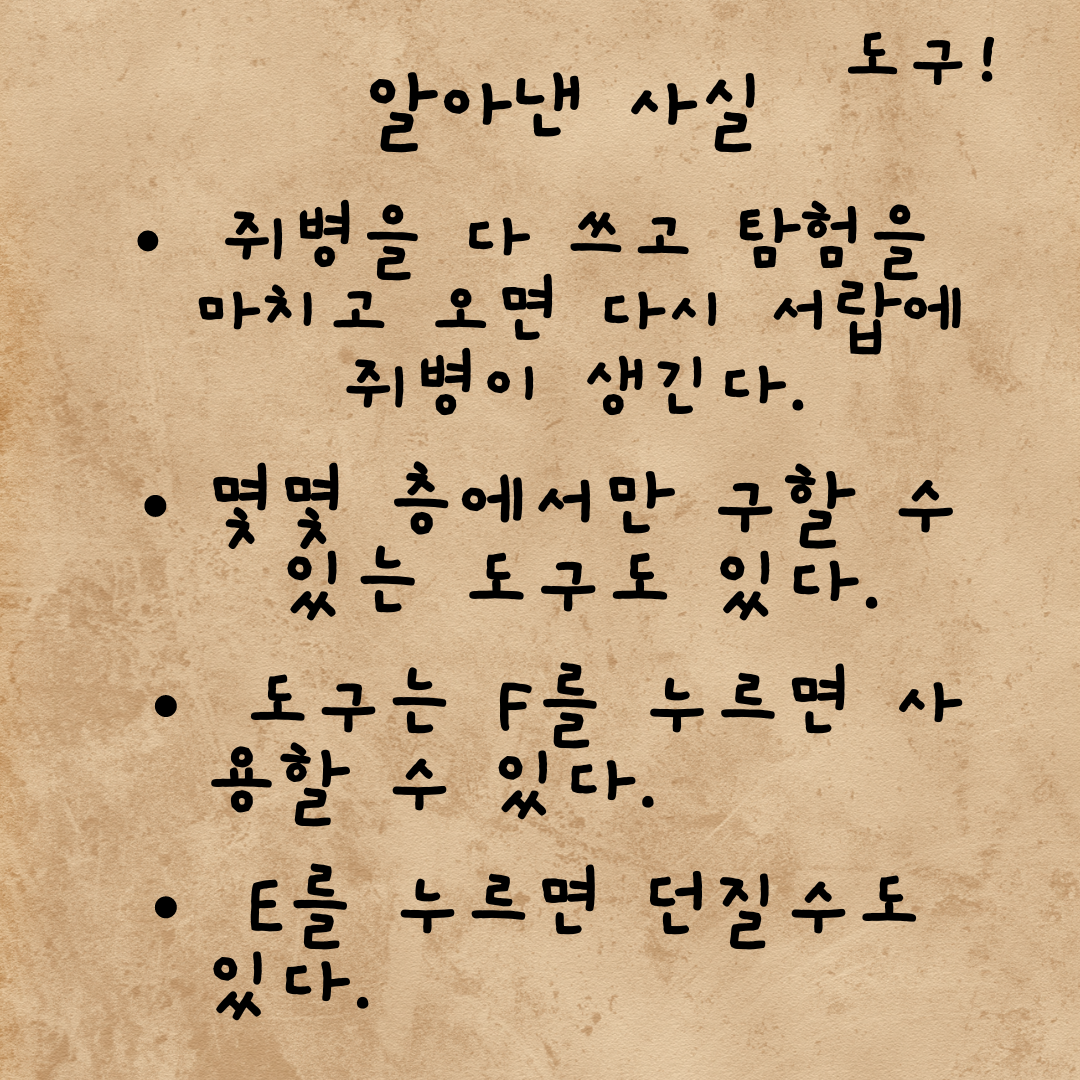 도구!
알아낸 사실
• 쥐병을 다 쓰고 탐험을
마치고 오면 다시 서랍에
쥐병이 생긴다.
• 몇몇 층에서만 구할 수
있는 도구도 있다.
• 도구는 F를 누르면 사
용할 수 있다.
• E를 누르면 던질수도
있다.